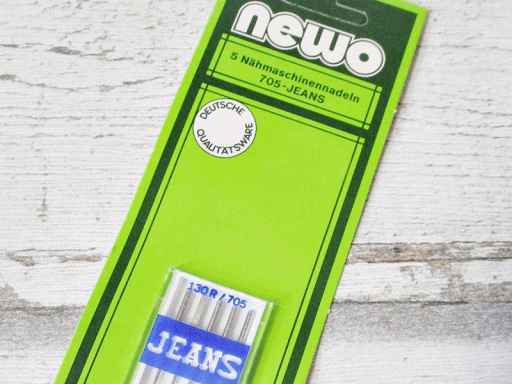 newo
5 Nähmaschinennadeln
705-JEANS
DEUTSCHE
QUALITÄTSWARE
130 R / 705
JEANS